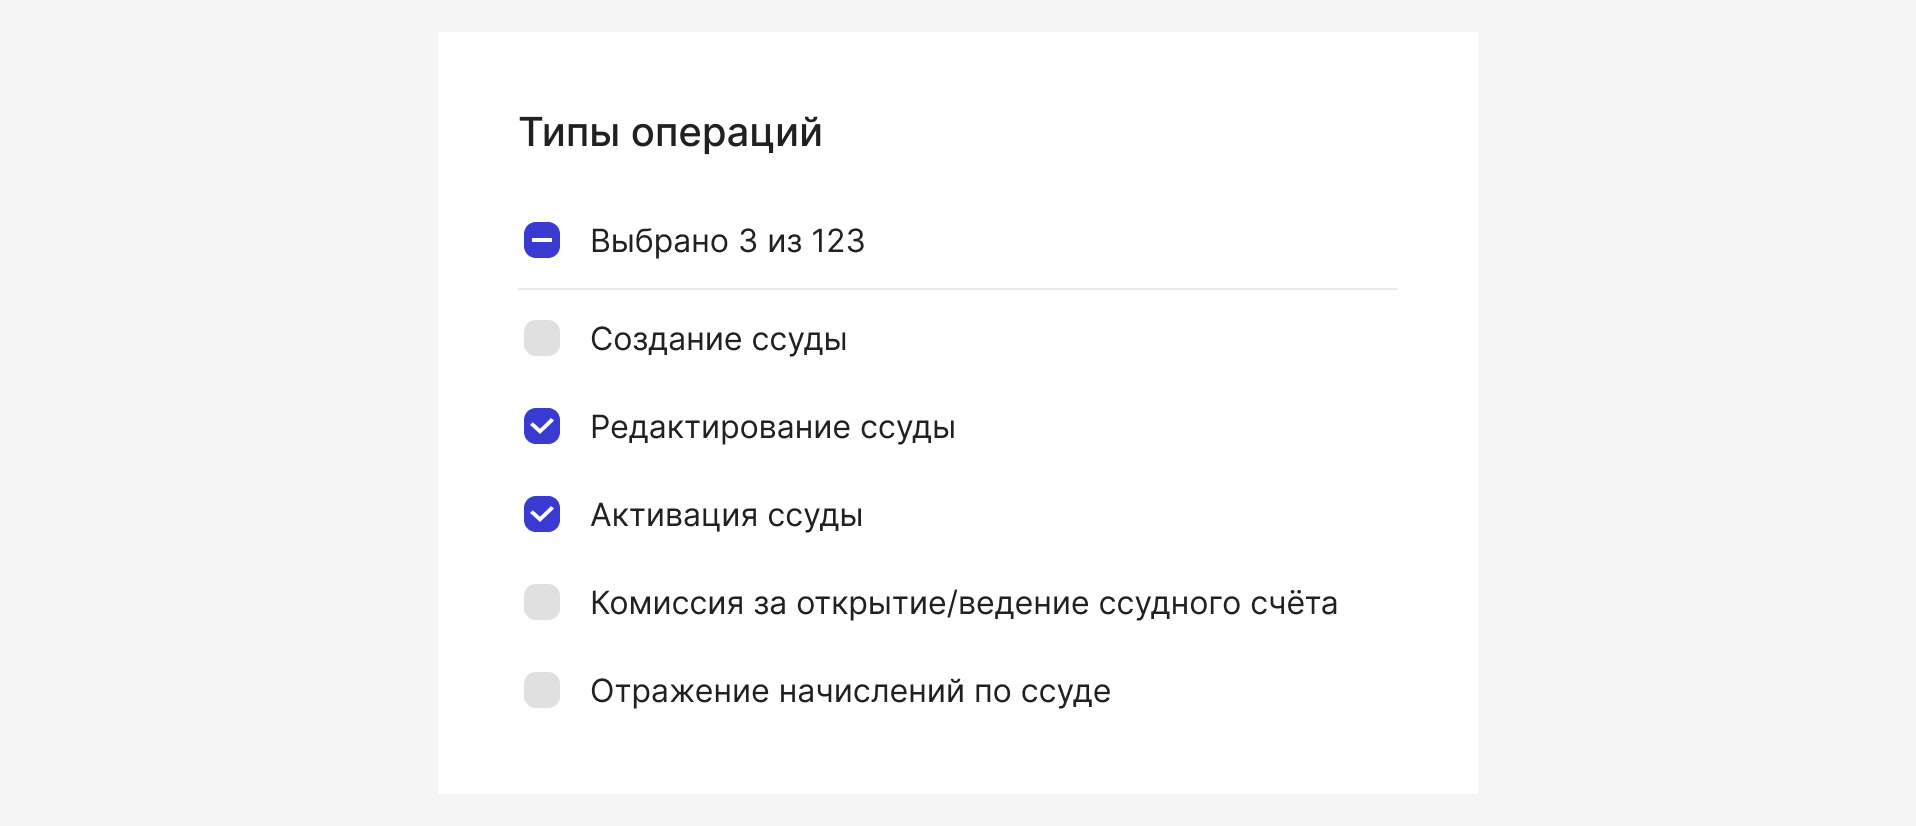 Типы операций
Выбрано 3 из 123
Создание ссуды
Редактирование ссуды
Активация ссуды
Комиссия за открытие/ведение ссудного счёта
Отражение начислений по ссуде